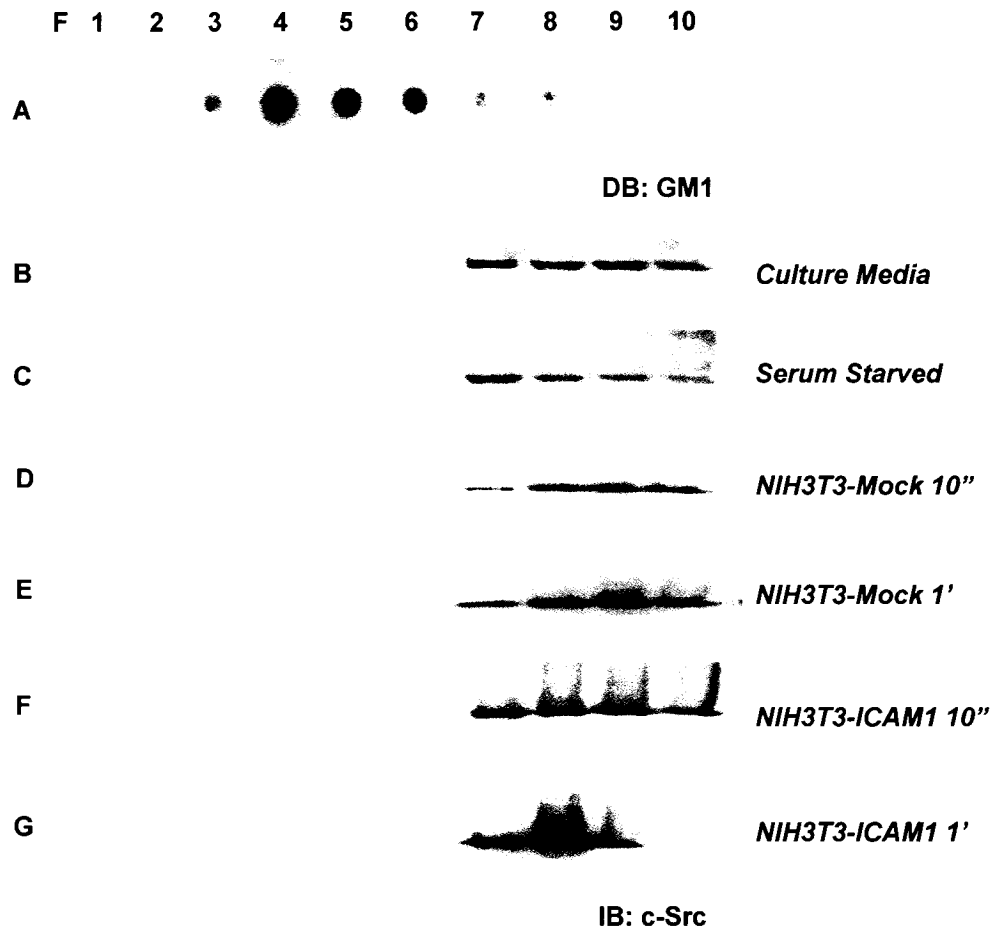 F 1 2 3 4 5 6 7 8 9 10
A
DB: GM1
B Culture Media
C Serum Starved
D NIH3T3-Mock 10”
E NIH3T3-Mock 1’
F NIH3T3-ICAM1 10”
G NIH3T3-ICAM1 1’
IB: c-Src